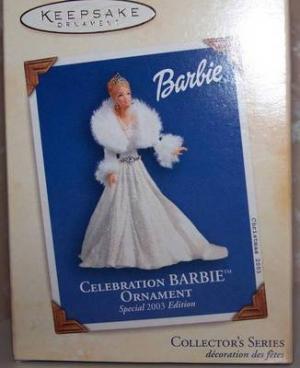 KEEPSAKE
ORNAMENT
Barbie
CELEBRATION BARBIE™
ORNAMENT
Special 2003 Edition
Christmas 2003
COLLECTOR'S SERIES
décoration des fêtes